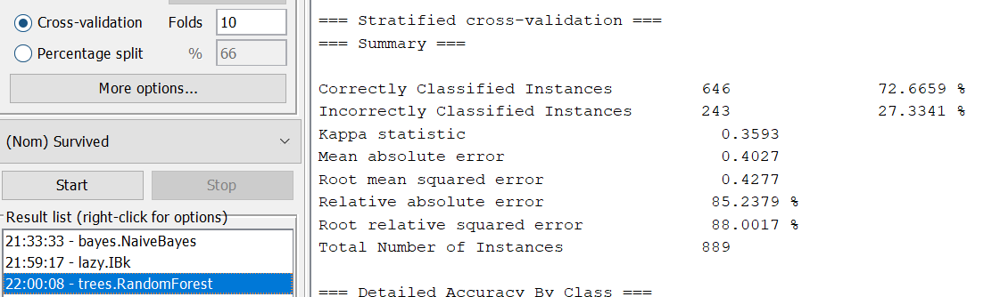 Cross-validation Folds 10
Percentage split % 66
More options...
(Nom) Survived
Start Stop
Result list (right-click for options)
21:33:33 - bayes.NaiveBayes
21:59:17 - lazy.IBk
22:00:08 - trees.RandomForest
=== Stratified cross-validation ===
=== Summary ===
Correctly Classified Instances 646 72.6659 %
Incorrectly Classified Instances 243 27.3341 %
Kappa statistic 0.3593
Mean absolute error 0.4027
Root mean squared error 0.4277
Relative absolute error 85.2379 %
Root relative squared error 88.0017 %
Total Number of Instances 889
=== Detailed Accuracy By Class ===